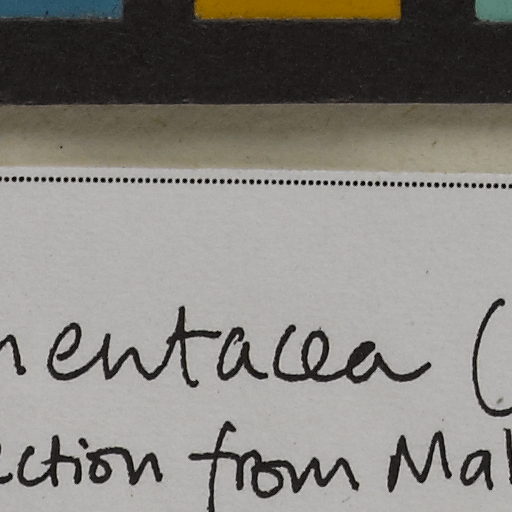 mentacea (
ection from Mal